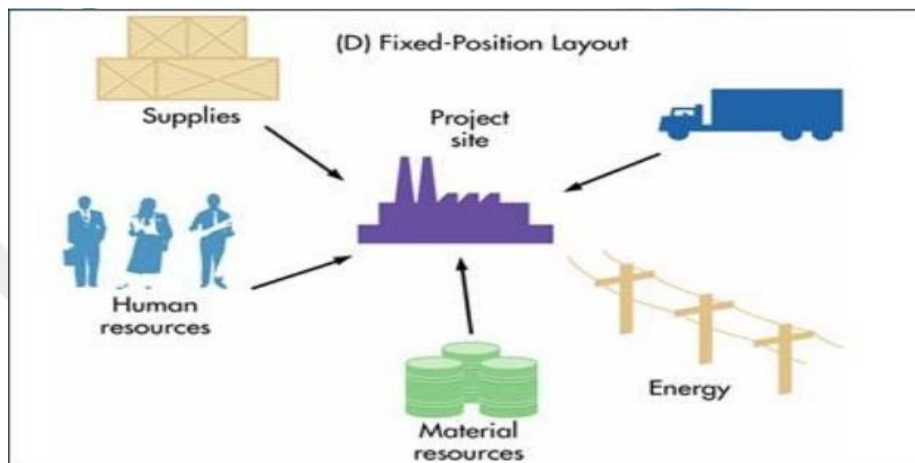 (D) Fixed-Position Layout
Supplies
Project
site
Human
resources
Energy
Material
resources